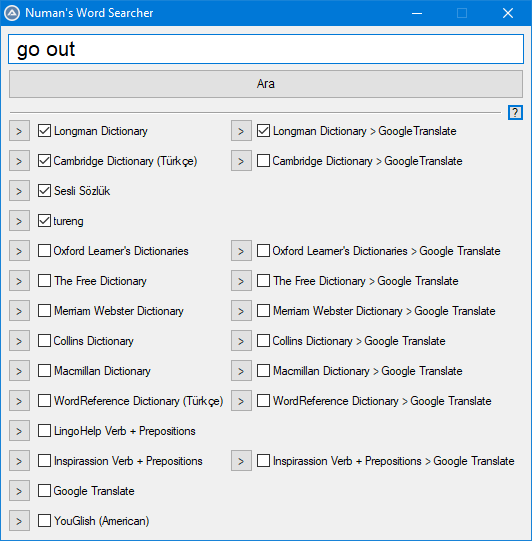 Numan's Word Searcher
go out
Ara
?
> Longman Dictionary > Longman Dictionary > GoogleTranslate
> Cambridge Dictionary (Türkçe) > Cambridge Dictionary > GoogleTranslate
> Sesli Sözlük
> tureng
> Oxford Learner's Dictionaries > Oxford Learner's Dictionaries > Google Translate
> The Free Dictionary > The Free Dictionary > Google Translate
> Merriam Webster Dictionary > Merriam Webster Dictionary > Google Translate
> Collins Dictionary > Collins Dictionary > Google Translate
> Macmillan Dictionary > Macmillan Dictionary > Google Translate
> WordReference Dictionary (Türkçe) > WordReference Dictionary > Google Translate
> LingoHelp Verb + Prepositions
> Inspirassion Verb + Prepositions > Inspirassion Verb + Prepositions > Google Translate
> Google Translate
> YouGlish (American)